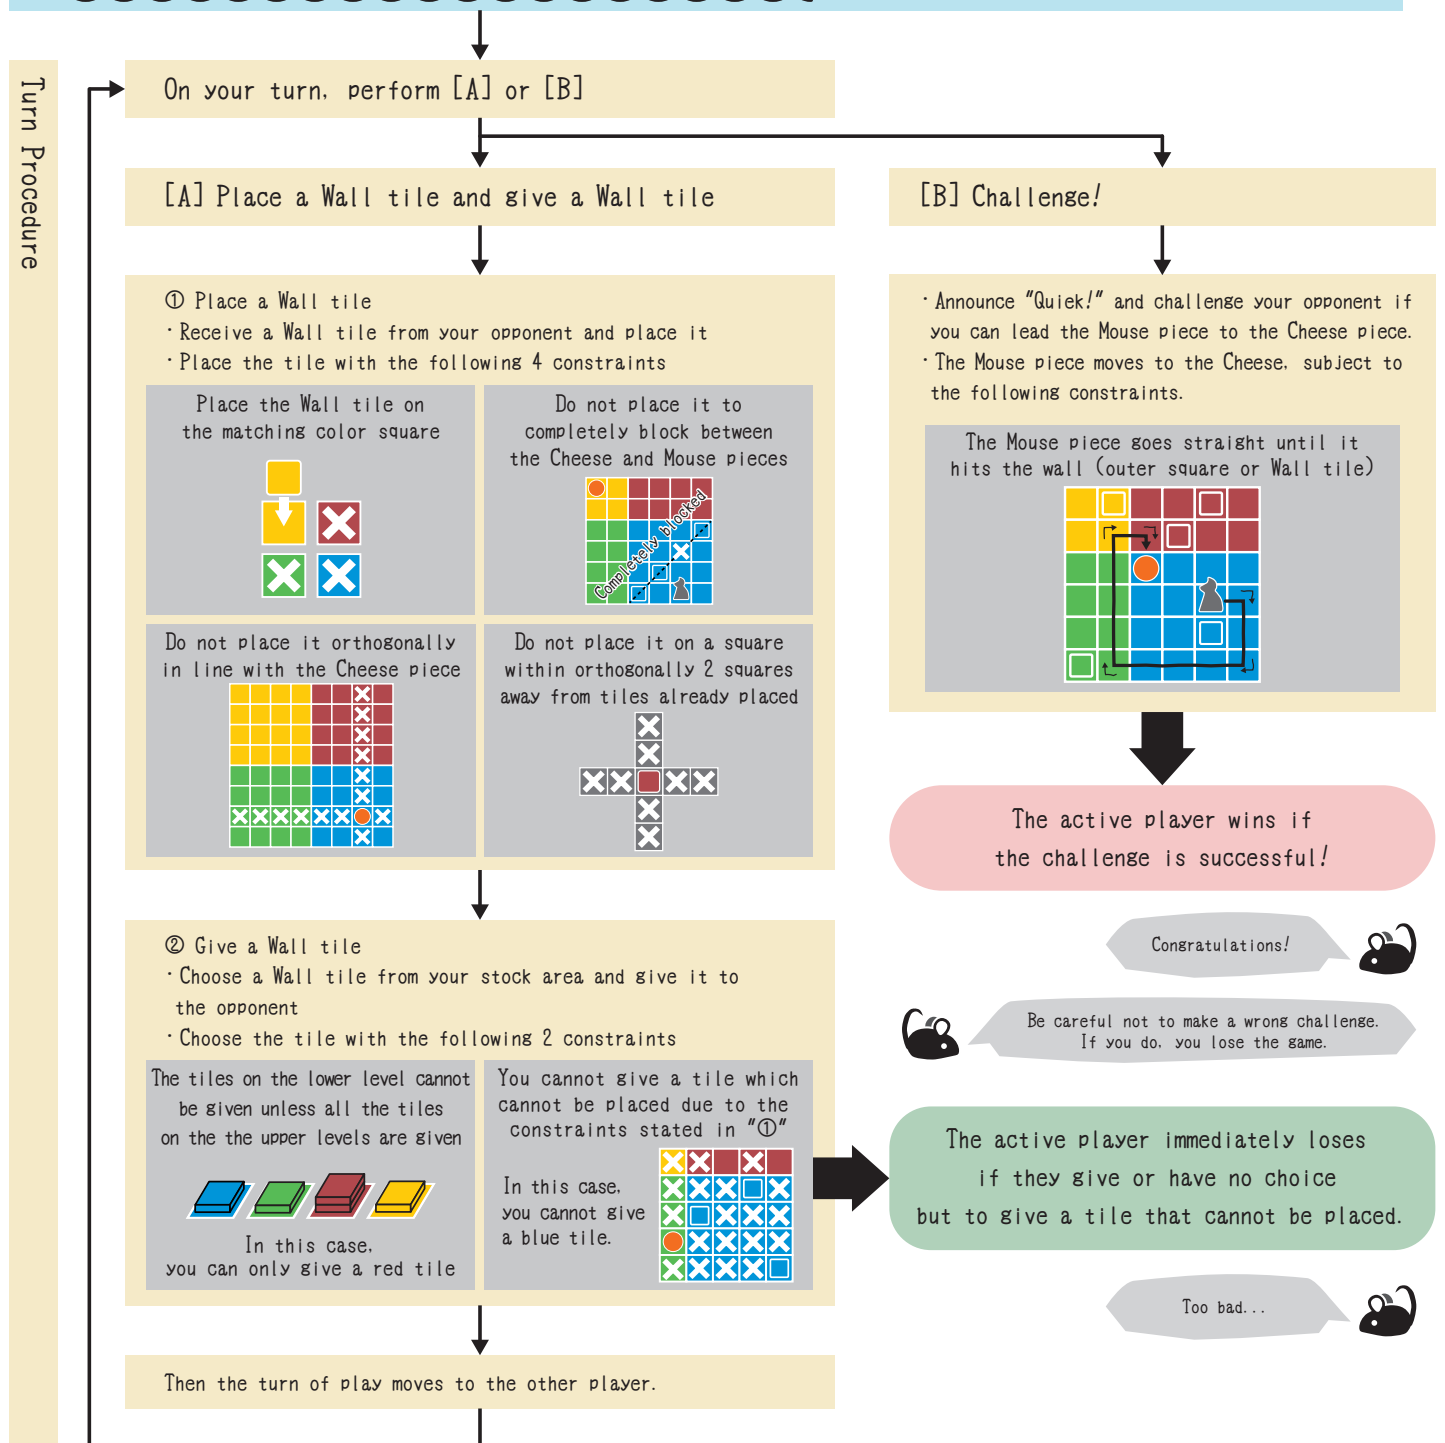 Turn Procedure
On your turn, perform [A] or [B]
[A] Place a Wall tile and give a Wall tile
① Place a Wall tile
・Receive a Wall tile from your opponent and place it
・Place the tile with the following 4 constraints
Place the Wall tile on
the matching color square
Do not place it to
completely block between
the Cheese and Mouse pieces
Completely blocked
Do not place it orthogonally
in line with the Cheese piece
Do not place it on a square
within orthogonally 2 squares
away from tiles already placed
② Give a Wall tile
・Choose a Wall tile from your stock area and give it to
the opponent
・Choose the tile with the following 2 constraints
The tiles on the lower level cannot
be given unless all the tiles
on the the upper levels are given
In this case,
you can only give a red tile
You cannot give a tile which
cannot be placed due to the
constraints stated in "①"
In this case,
you cannot give
a blue tile.
Then the turn of play moves to the other player.
[B] Challenge!
・Announce "Quiek!" and challenge your opponent if
you can lead the Mouse piece to the Cheese piece.
・The Mouse piece moves to the Cheese, subject to
the following constraints.
The Mouse piece goes straight until it
hits the wall (outer square or Wall tile)
The active player wins if
the challenge is successful!
Congratulations!
Be careful not to make a wrong challenge.
If you do, you lose the game.
The active player immediately loses
if they give or have no choice
but to give a tile that cannot be placed.
Too bad...